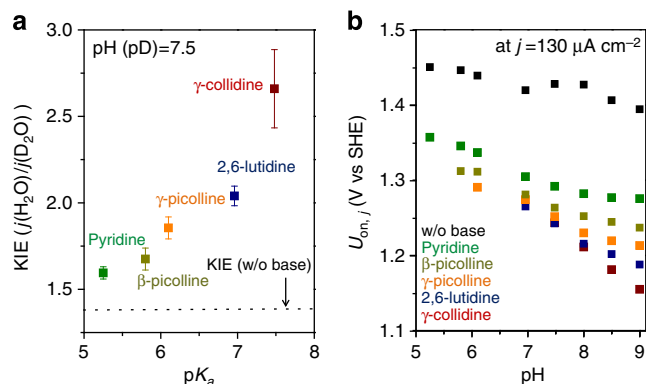 a
pH (pD)=7.5
KIE (j(H₂O)/j(D₂O))
3.0
2.5
2.0
1.5
γ-collidine
2,6-lutidine
γ-picolline
Pyridine
β-picolline
KIE (w/o base)
5
6
7
8
pKa
b
at j=130 μA cm⁻²
Uon, j (V vs SHE)
1.5
1.4
1.3
1.2
1.1
w/o base
Pyridine
β-picolline
γ-picolline
2,6-lutidine
γ-collidine
5
6
7
8
9
pH